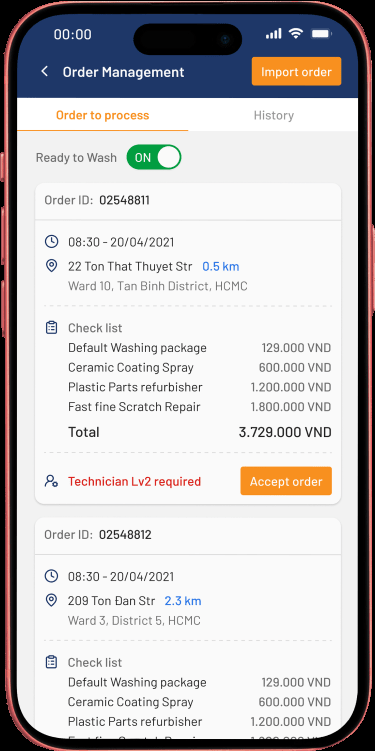 00:00
Order Management
Import order
Order to process
History
Ready to Wash
ON
Order ID: 02548811
08:30 - 20/04/2021
22 Ton That Thuyet Str 0.5 km
Ward 10, Tan Binh District, HCMC
Check list
Default Washing package 129.000 VND
Ceramic Coating Spray 600.000 VND
Plastic Parts refurbisher 1.200.000 VND
Fast fine Scratch Repair 1.800.000 VND
Total 3.729.000 VND
Technician Lv2 required
Accept order
Order ID: 02548812
08:30 - 20/04/2021
209 Ton Đan Str 2.3 km
Ward 3, District 5, HCMC
Check list
Default Washing package 129.000 VND
Ceramic Coating Spray 600.000 VND
Plastic Parts refurbisher 1.200.000 VND